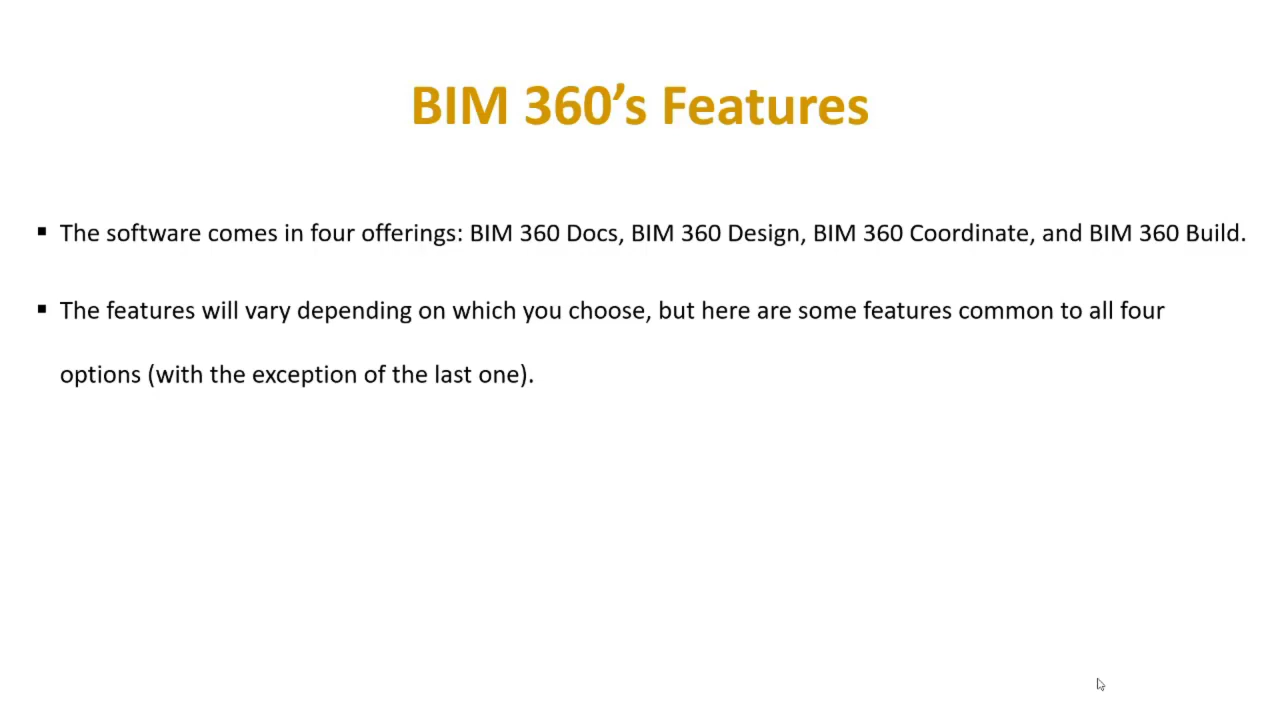 BIM 360’s Features
▪ The software comes in four offerings: BIM 360 Docs, BIM 360 Design, BIM 360 Coordinate, and BIM 360 Build.
▪ The features will vary depending on which you choose, but here are some features common to all four
options (with the exception of the last one).